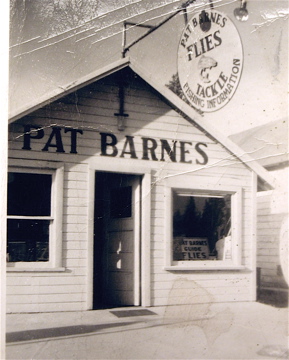 PAT BARNES
FLIES
TACKLE
FISHING INFORMATION
PAT BARNES
PAT BARNES
GUIDE
FLIES